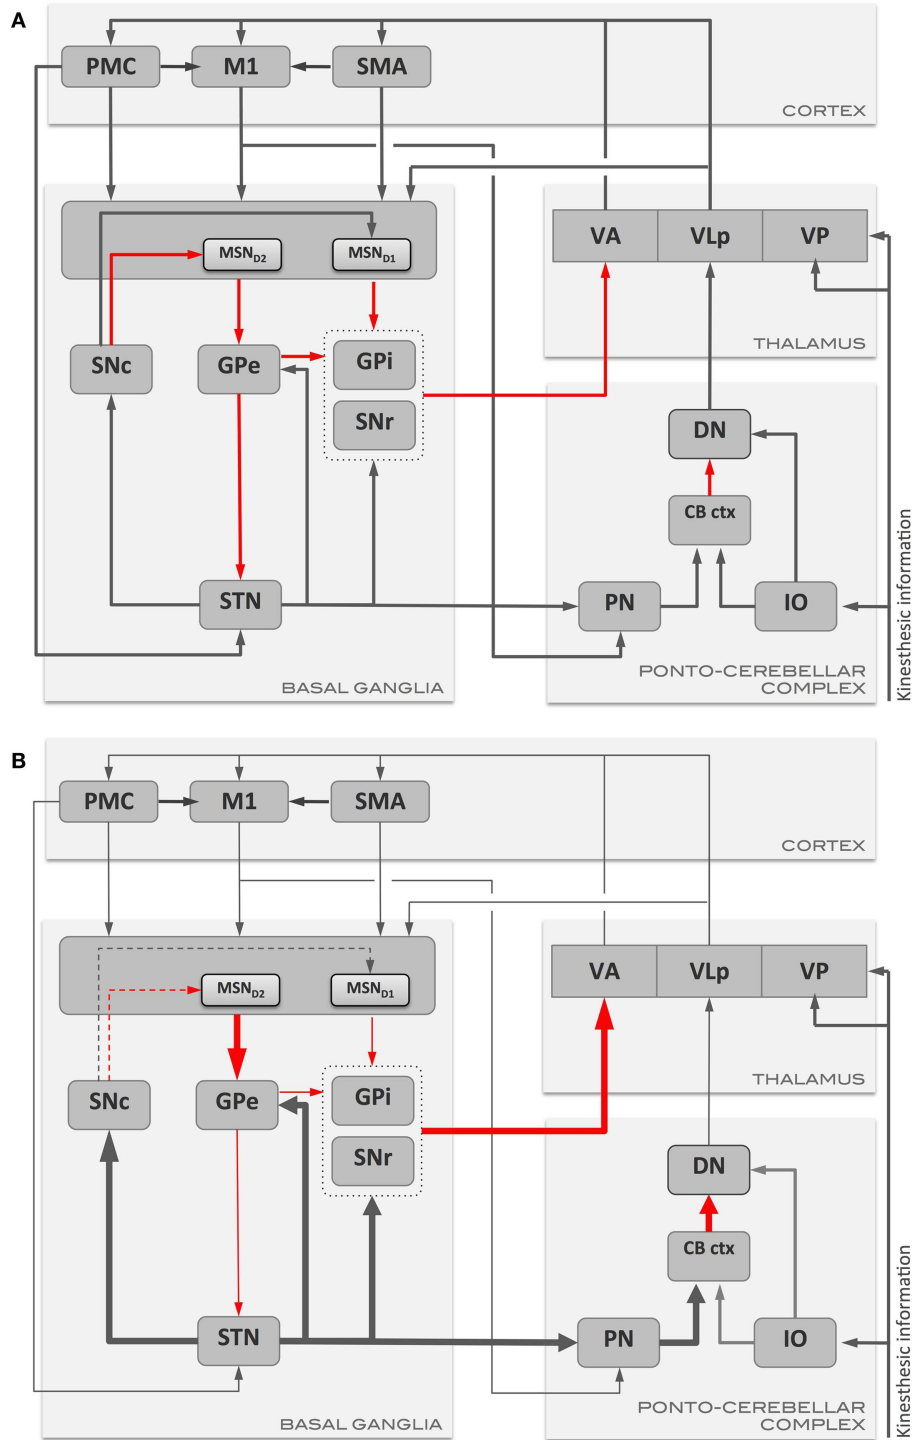 A
PMC M1 SMA
CORTEX
VA VLp VP
MSND2 MSND1
THALAMUS
SNc GPe GPi
SNr
DN
CB ctx
STN PN IO
Kinesthesic information
BASAL GANGLIA
PONTO-CEREBELLAR
COMPLEX
B
PMC M1 SMA
CORTEX
VA VLp VP
MSND2 MSND1
THALAMUS
SNc GPe GPi
SNr
DN
CB ctx
STN PN IO
Kinesthesic information
BASAL GANGLIA
PONTO-CEREBELLAR
COMPLEX